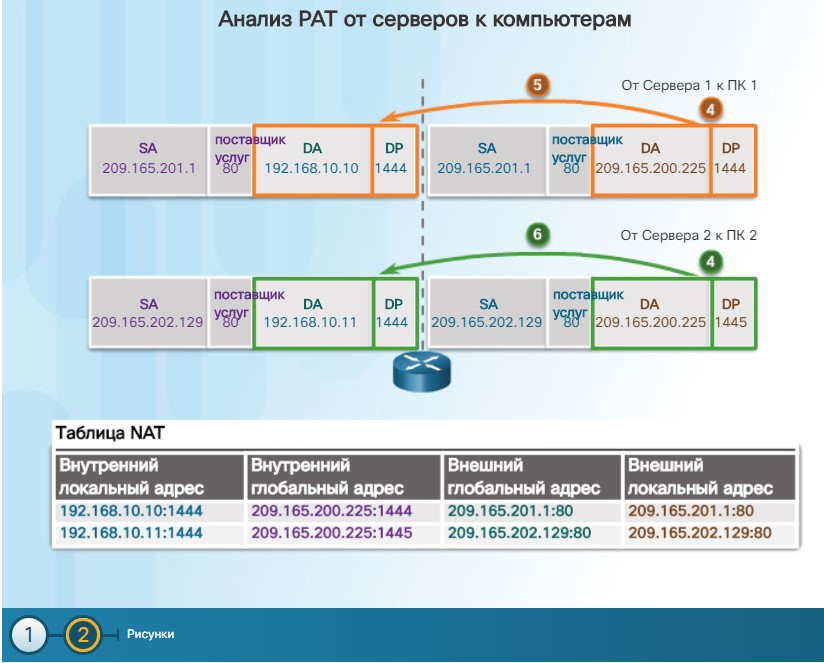 Анализ PAT от серверов к компьютерам
5
От Сервера 1 к ПК 1
4
SA
209.165.201.1
поставщик
услуг
80
DA
192.168.10.10
DP
1444
SA
209.165.201.1
поставщик
услуг
80
DA
209.165.200.225
DP
1444
6
От Сервера 2 к ПК 2
4
SA
209.165.202.129
поставщик
услуг
80
DA
192.168.10.11
DP
1444
SA
209.165.202.129
поставщик
услуг
80
DA
209.165.200.225
DP
1445
Таблица NAT
Внутренний
локальный адрес
Внутренний
глобальный адрес
Внешний
глобальный адрес
Внешний
локальный адрес
192.168.10.10:1444 209.165.200.225:1444 209.165.201.1:80 209.165.201.1:80
192.168.10.11:1444 209.165.200.225:1445 209.165.202.129:80 209.165.202.129:80
1 2 Рисунки